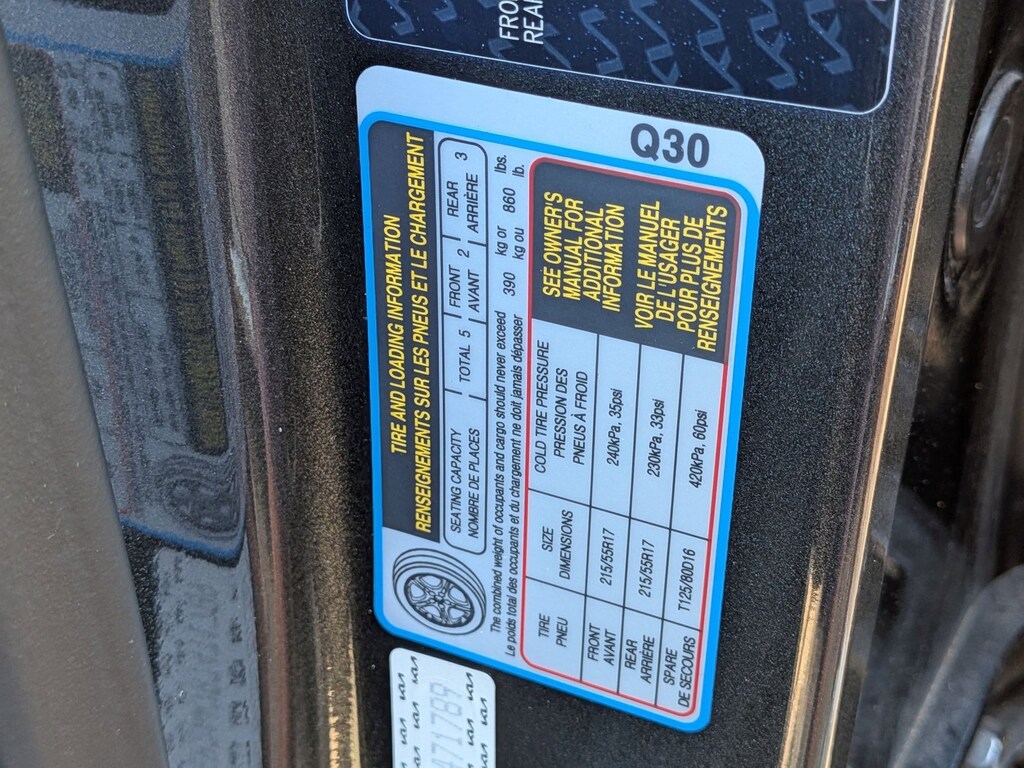 FRO
REA
TIRE AND LOADING INFORMATION
RENSEIGNEMENTS SUR LES PNEUS ET LE CHARGEMENT
SEATING CAPACITY
NOMBRE DE PLACES
TOTAL 5
FRONT
AVANT
2
REAR
ARRIÈRE
3
The combined weight of occupants and cargo should never exceed 390 kg or 860 lbs.
Le poids total des occupants et du chargement ne doit jamais dépasser kg ou lb.
TIRE
PNEU
SIZE
DIMENSIONS
COLD TIRE PRESSURE
PRESSION DES
PNEUS À FROID
FRONT
AVANT
215/55R17
240kPa, 35psi
REAR
ARRIÈRE
215/55R17
230kPa, 33psi
SPARE
DE SECOURS
T125/80D16
420kPa, 60psi
SEE OWNER'S
MANUAL FOR
ADDITIONAL
INFORMATION
VOIR LE MANUEL
DE L'USAGER
POUR PLUS DE
RENSEIGNEMENTS
Q30
471789